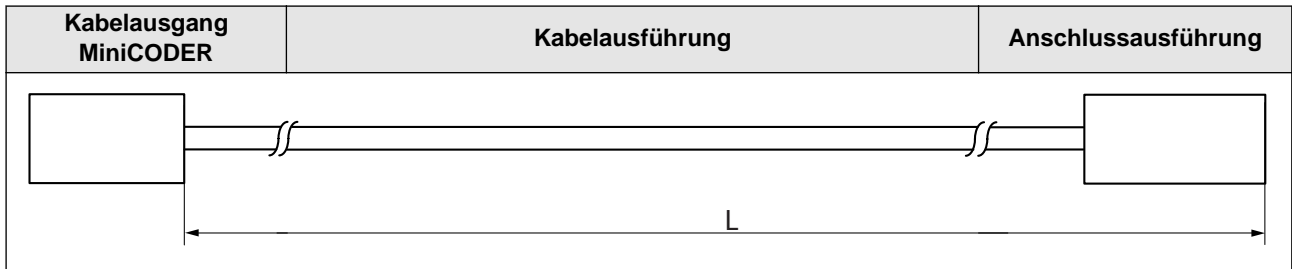 Kabelausgang
MiniCODER
Kabelausführung
Anschlussausführung
L